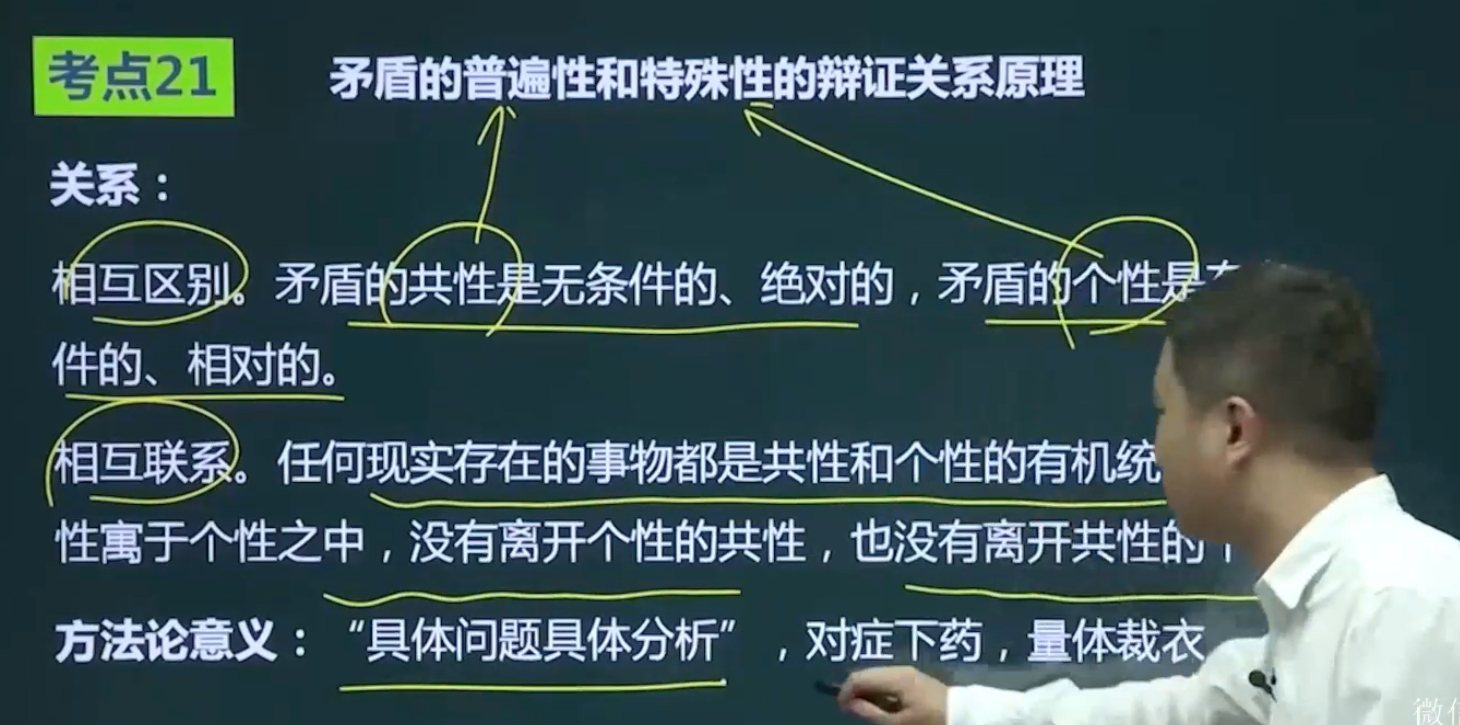 考点21
矛盾的普遍性和特殊性的辩证关系原理
关系：
相互区别。矛盾的共性是无条件的、绝对的，矛盾的个性是
件的、相对的。
相互联系。任何现实存在的事物都是共性和个性的有机统
性寓于个性之中，没有离开个性的共性，也没有离开共性的
方法论意义：“具体问题具体分析”，对症下药，量体裁衣
微